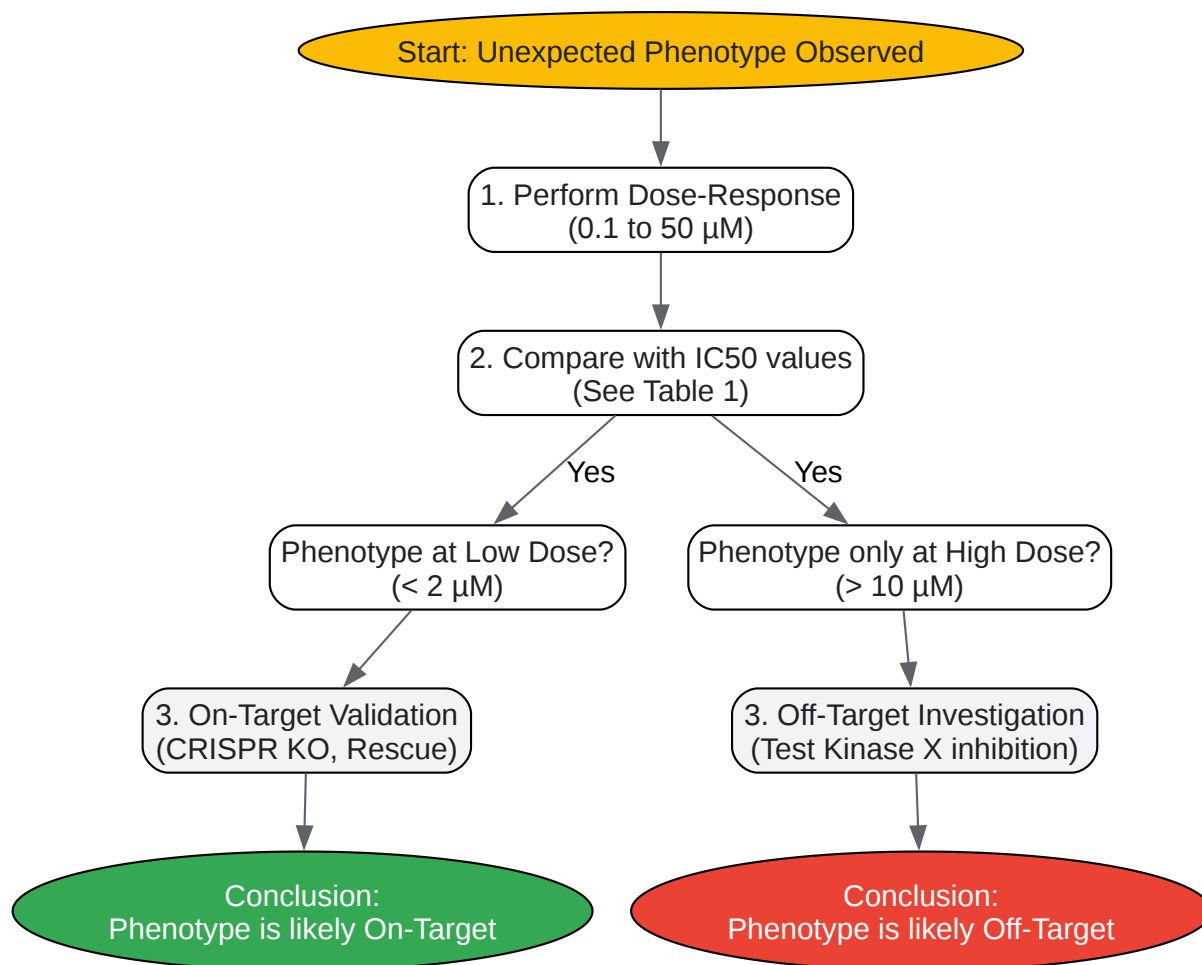 Start: Unexpected Phenotype Observed
1. Perform Dose-Response
(0.1 to 50 µM)
2. Compare with IC50 values
(See Table 1)
Yes
Yes
Phenotype at Low Dose?
(< 2 µM)
Phenotype only at High Dose?
(> 10 µM)
3. On-Target Validation
(CRISPR KO, Rescue)
3. Off-Target Investigation
(Test Kinase X inhibition)
Conclusion:
Phenotype is likely On-Target
Conclusion:
Phenotype is likely Off-Target